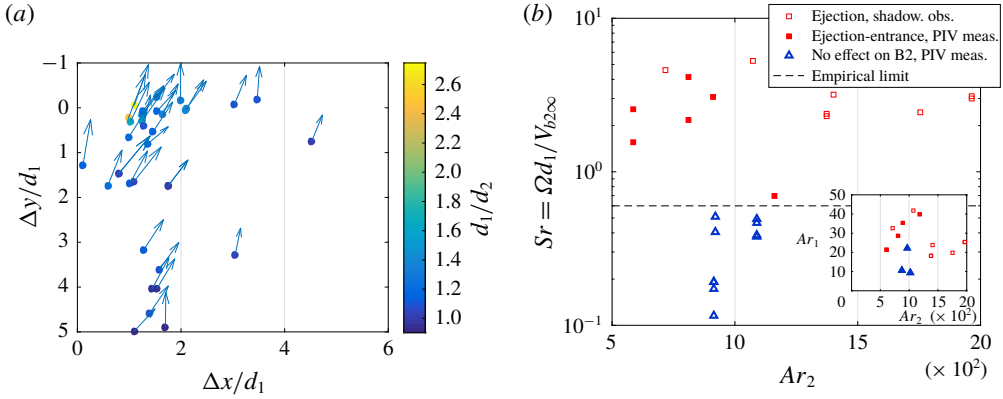 (a)
−1
0
1
2
3
4
5
Δy/d1
0
2
4
6
Δx/d1
2.6
2.4
2.2
2.0
1.8
1.6
1.4
1.2
1.0
d1/d2
(b)
10^1
10^0
10^−1
Sr = Ωd1/Vb2∞
5
10
15
20
(× 10^2)
Ar2
Ejection, shadow. obs.
Ejection-entrance, PIV meas.
No effect on B2, PIV meas.
Empirical limit
50
40
30
20
10
0
Ar1
5
10
15
20
Ar2 (× 10^2)